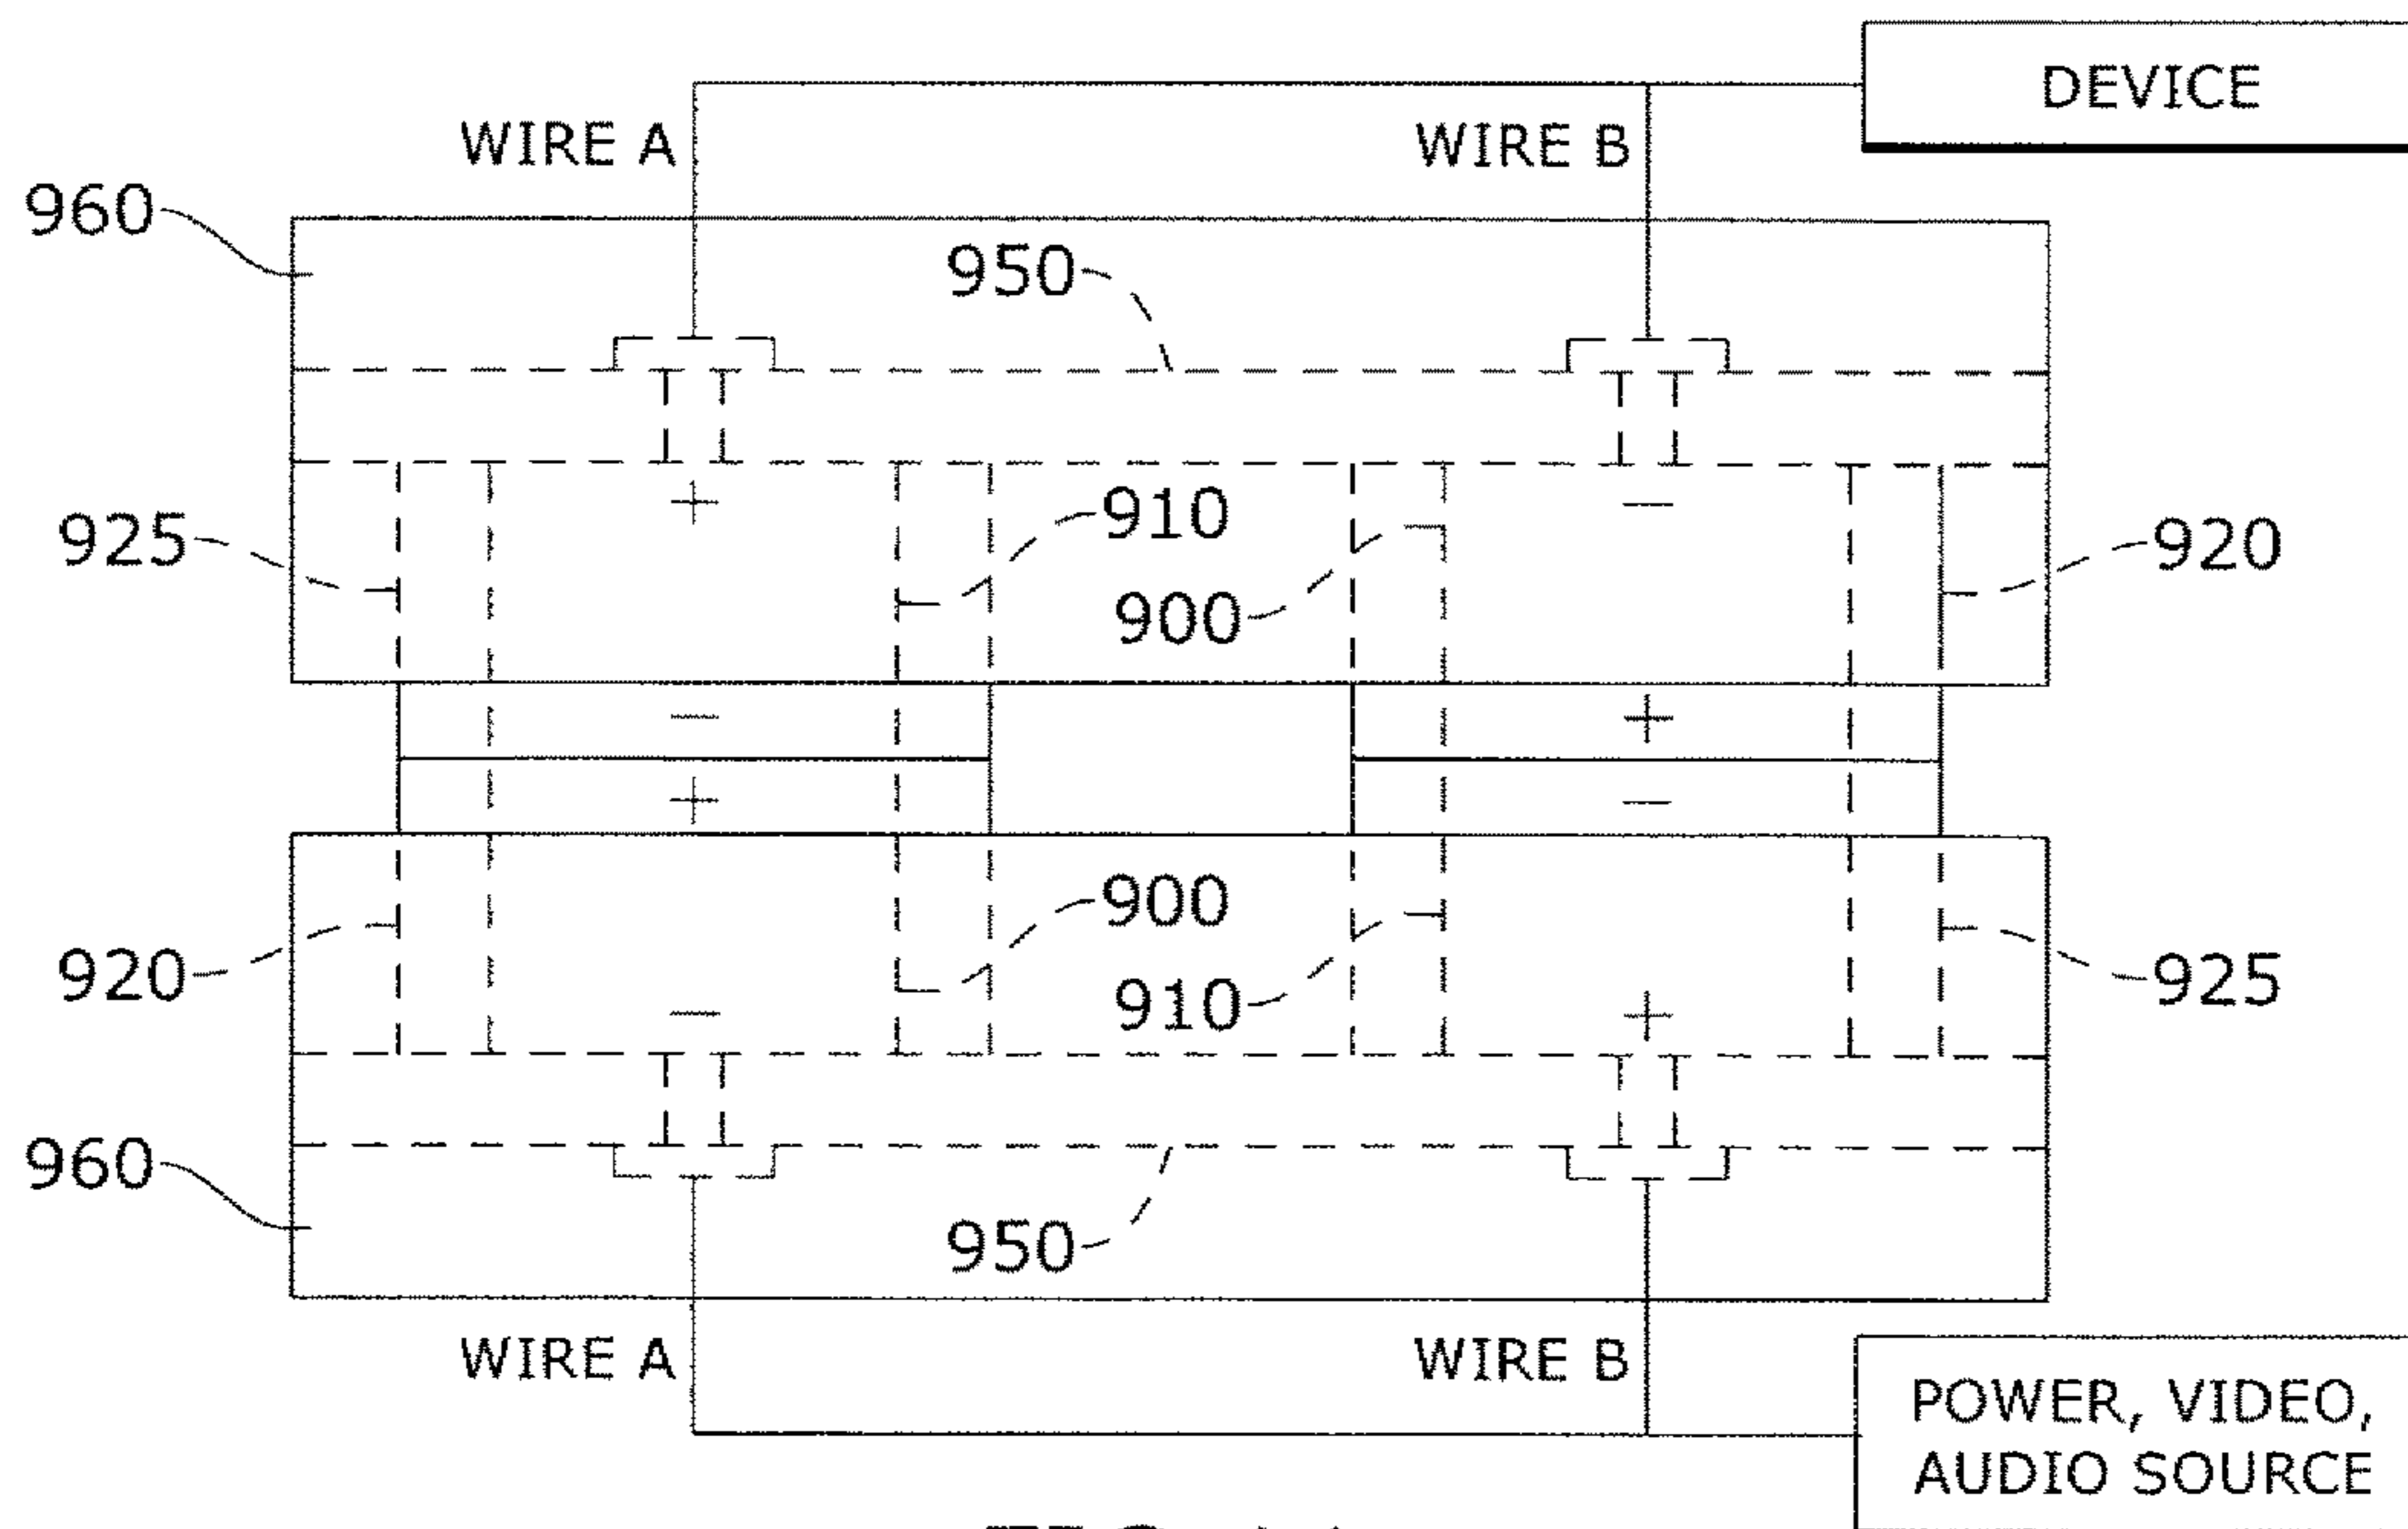 DEVICE
WIRE A
WIRE B
960
950
925
+
910
900
−
920
−
+
+
−
920
−
900
910
+
925
960
950
WIRE A
WIRE B
POWER, VIDEO,
AUDIO SOURCE